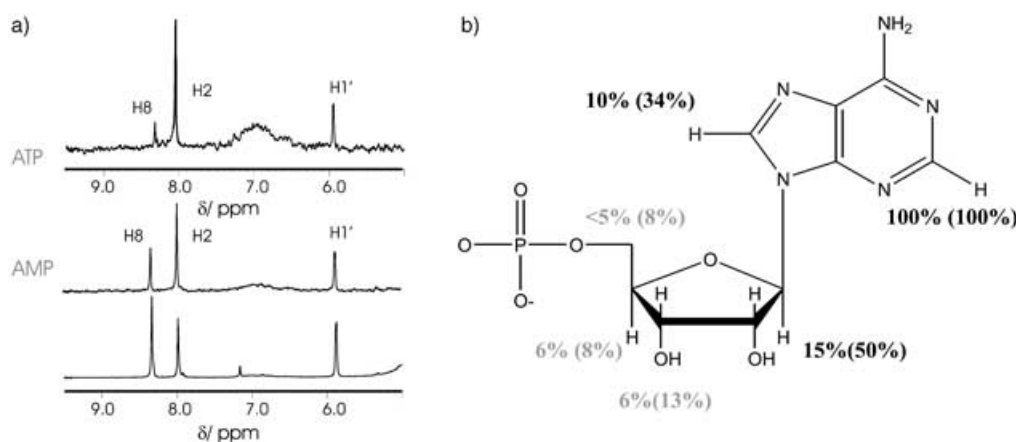 a)
H8
H2
H1'
ATP
9.0 8.0 7.0 6.0
δ/ ppm
H8
H2
H1'
AMP
9.0 8.0 7.0 6.0
δ/ ppm
b)
NH2
10% (34%)
N
N
H
N
N
H
100% (100%)
O
<5% (8%)
O
P
O
O
O-
H
H
H
H
6% (8%)
OH
OH
15%(50%)
6%(13%)